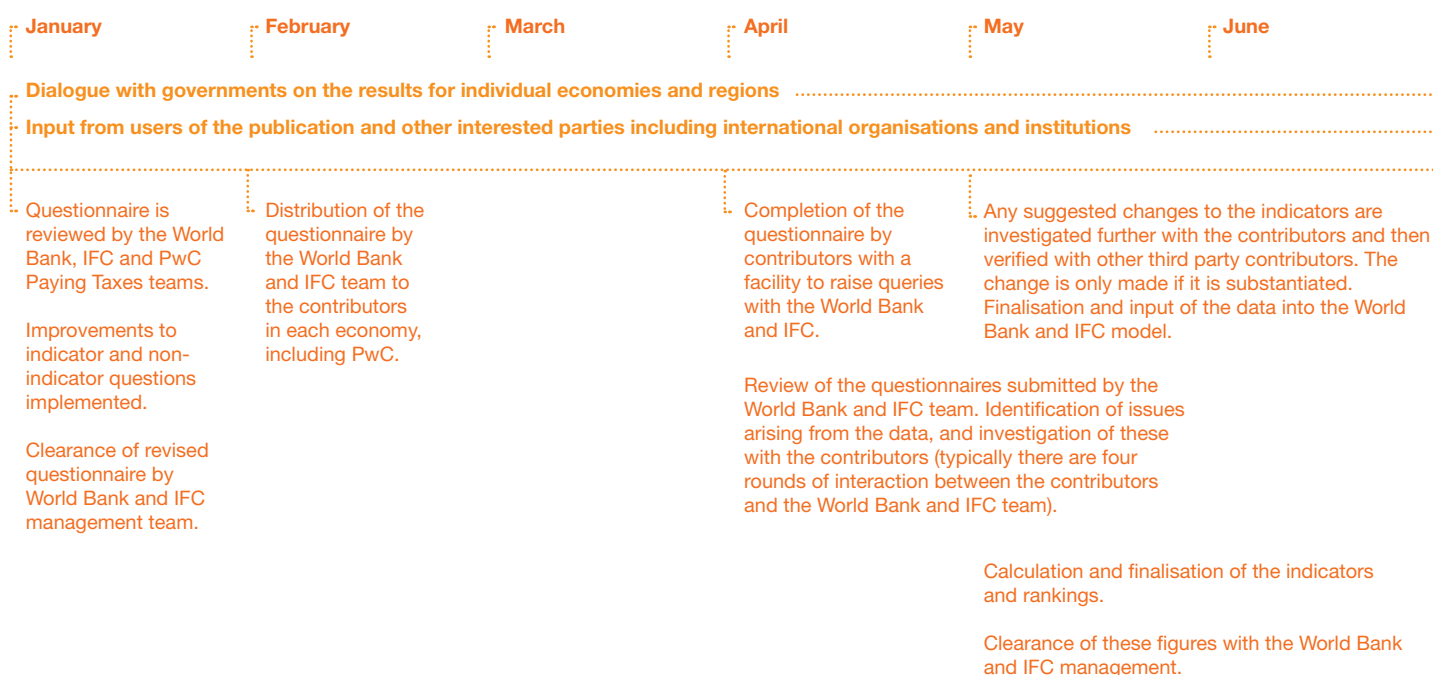 January
February
March
April
May
June
Dialogue with governments on the results for individual economies and regions
Input from users of the publication and other interested parties including international organisations and institutions
Questionnaire is
reviewed by the World
Bank, IFC and PwC
Paying Taxes teams.
Improvements to
indicator and non-
indicator questions
implemented.
Clearance of revised
questionnaire by
World Bank and IFC
management team.
Distribution of the
questionnaire by
the World Bank
and IFC team to
the contributors
in each economy,
including PwC.
Completion of the
questionnaire by
contributors with a
facility to raise queries
with the World Bank
and IFC.
Review of the questionnaires submitted by the
World Bank and IFC team. Identification of issues
arising from the data, and investigation of these
with the contributors (typically there are four
rounds of interaction between the contributors
and the World Bank and IFC team).
Any suggested changes to the indicators are
investigated further with the contributors and then
verified with other third party contributors. The
change is only made if it is substantiated.
Finalisation and input of the data into the World
Bank and IFC model.
Calculation and finalisation of the indicators
and rankings.
Clearance of these figures with the World Bank
and IFC management.